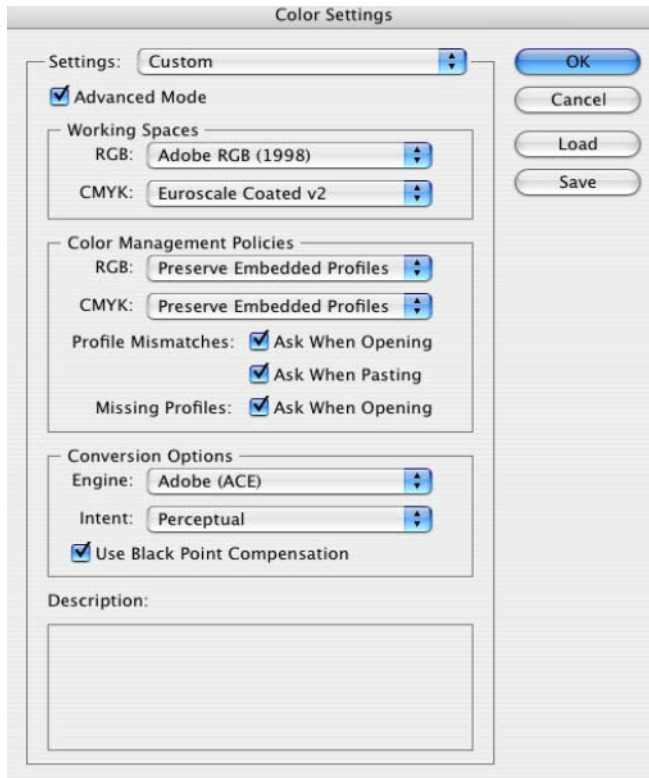 Color Settings
Settings: Custom
OK
Advanced Mode
Cancel
Working Spaces
RGB: Adobe RGB (1998)
Load
CMYK: Euroscale Coated v2
Save
Color Management Policies
RGB: Preserve Embedded Profiles
CMYK: Preserve Embedded Profiles
Profile Mismatches: Ask When Opening
Ask When Pasting
Missing Profiles: Ask When Opening
Conversion Options
Engine: Adobe (ACE)
Intent: Perceptual
Use Black Point Compensation
Description: